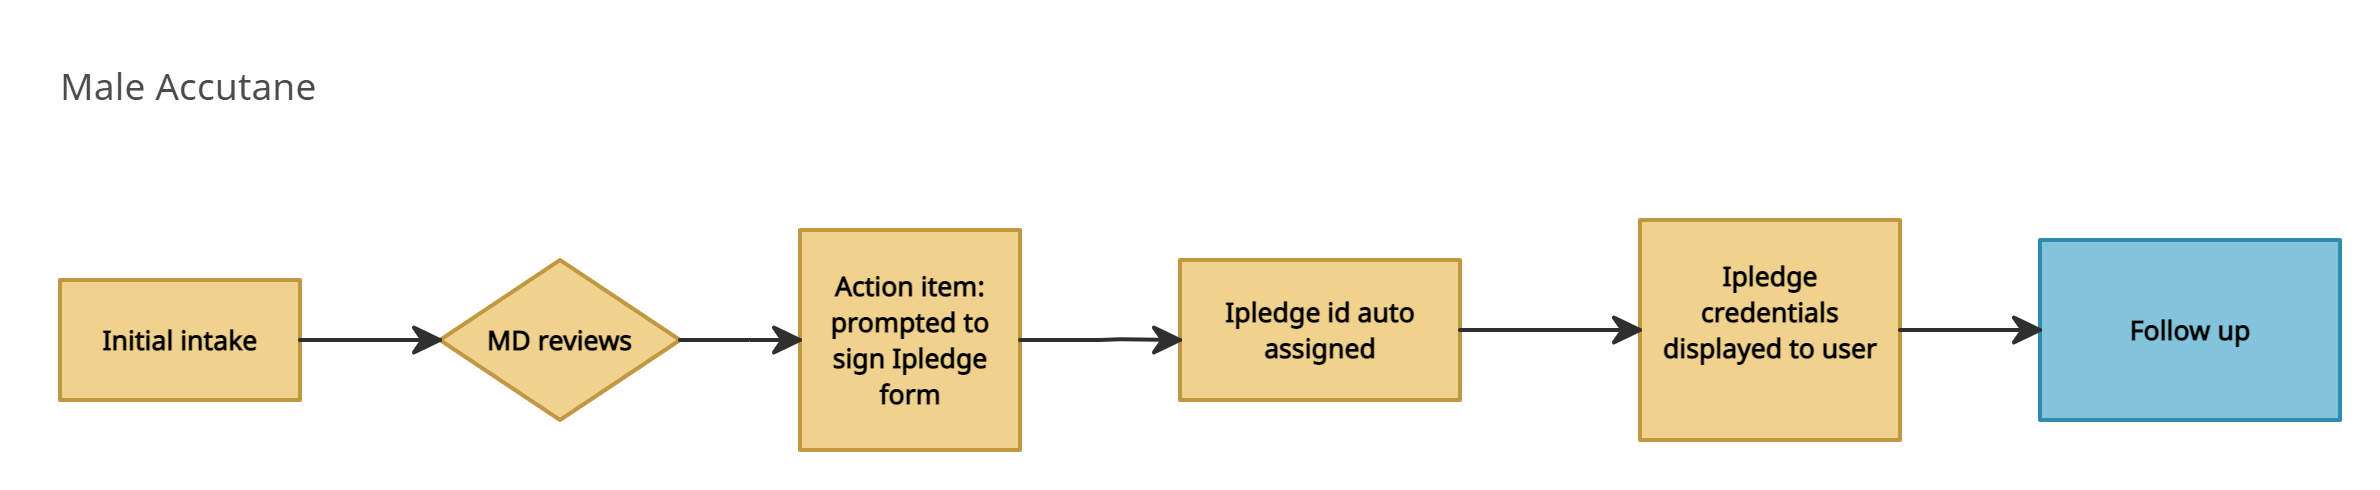 Male Accutane
Initial intake
MD reviews
Action item:
prompted to
sign Ipledge
form
Ipledge id auto
assigned
Ipledge
credentials
displayed to user
Follow up